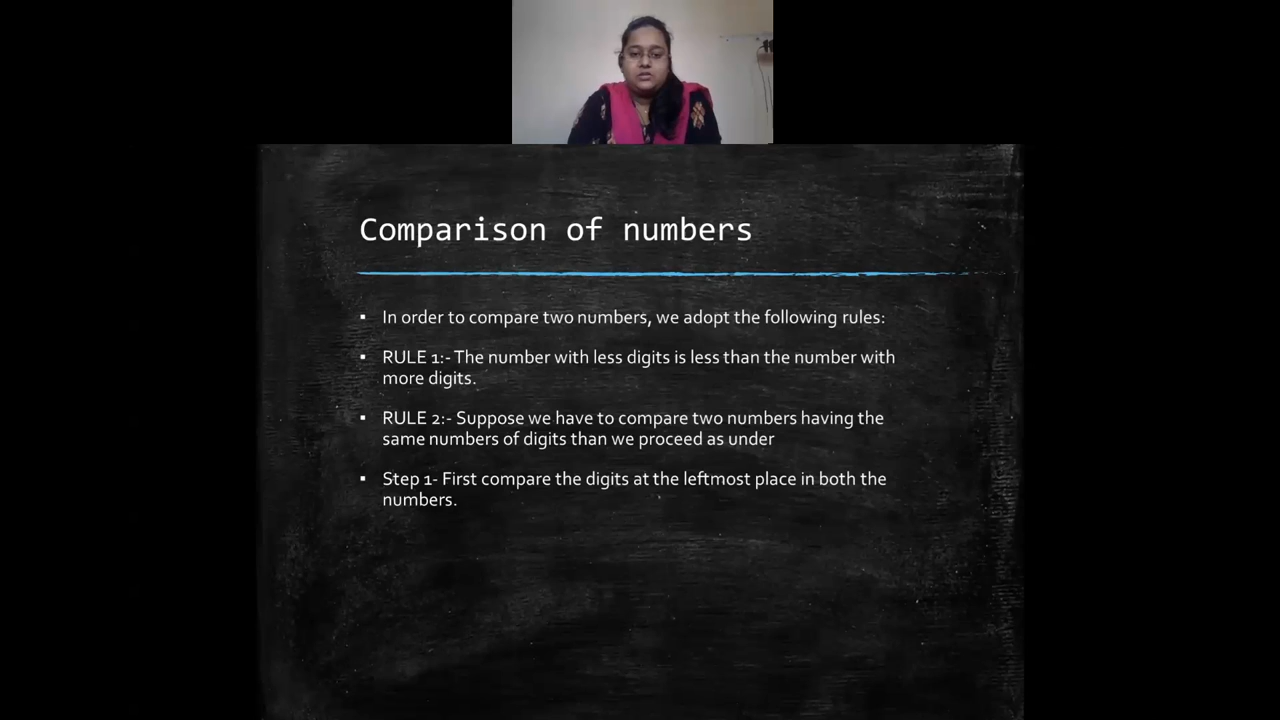 Comparison of numbers
▪ In order to compare two numbers, we adopt the following rules:
▪ RULE 1:- The number with less digits is less than the number with
more digits.
▪ RULE 2:- Suppose we have to compare two numbers having the
same numbers of digits than we proceed as under
▪ Step 1- First compare the digits at the leftmost place in both the
numbers.